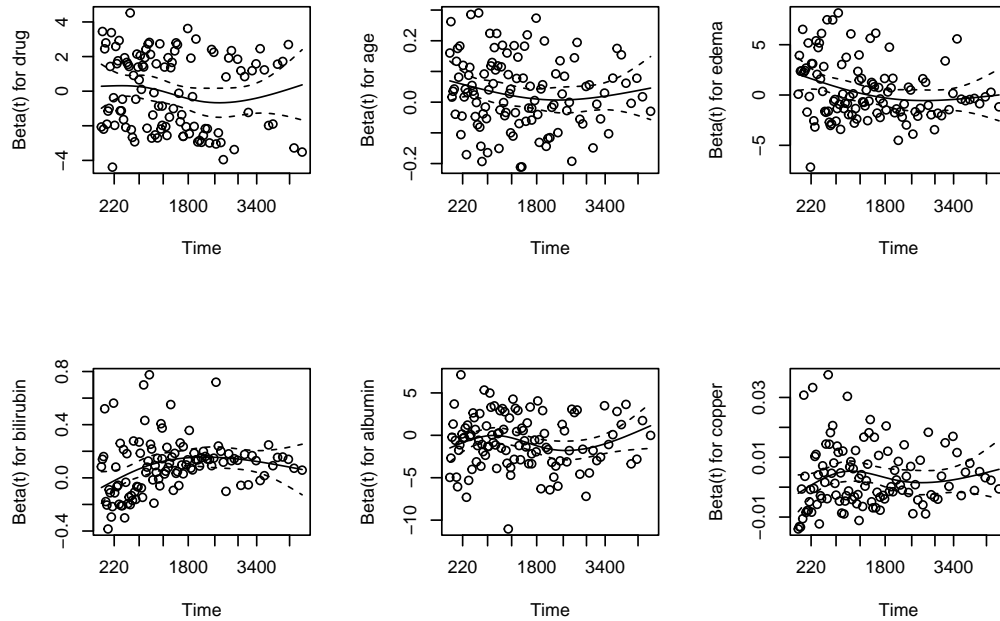 Beta(t) for drug
4
2
0
−4
220 1800 3400
Time
Beta(t) for age
0.2
0.0
−0.2
220 1800 3400
Time
Beta(t) for edema
5
0
−5
220 1800 3400
Time
Beta(t) for bilirubin
0.8
0.4
0.0
−0.4
220 1800 3400
Time
Beta(t) for albumin
5
0
−5
−10
220 1800 3400
Time
Beta(t) for copper
0.03
0.01
−0.01
220 1800 3400
Time